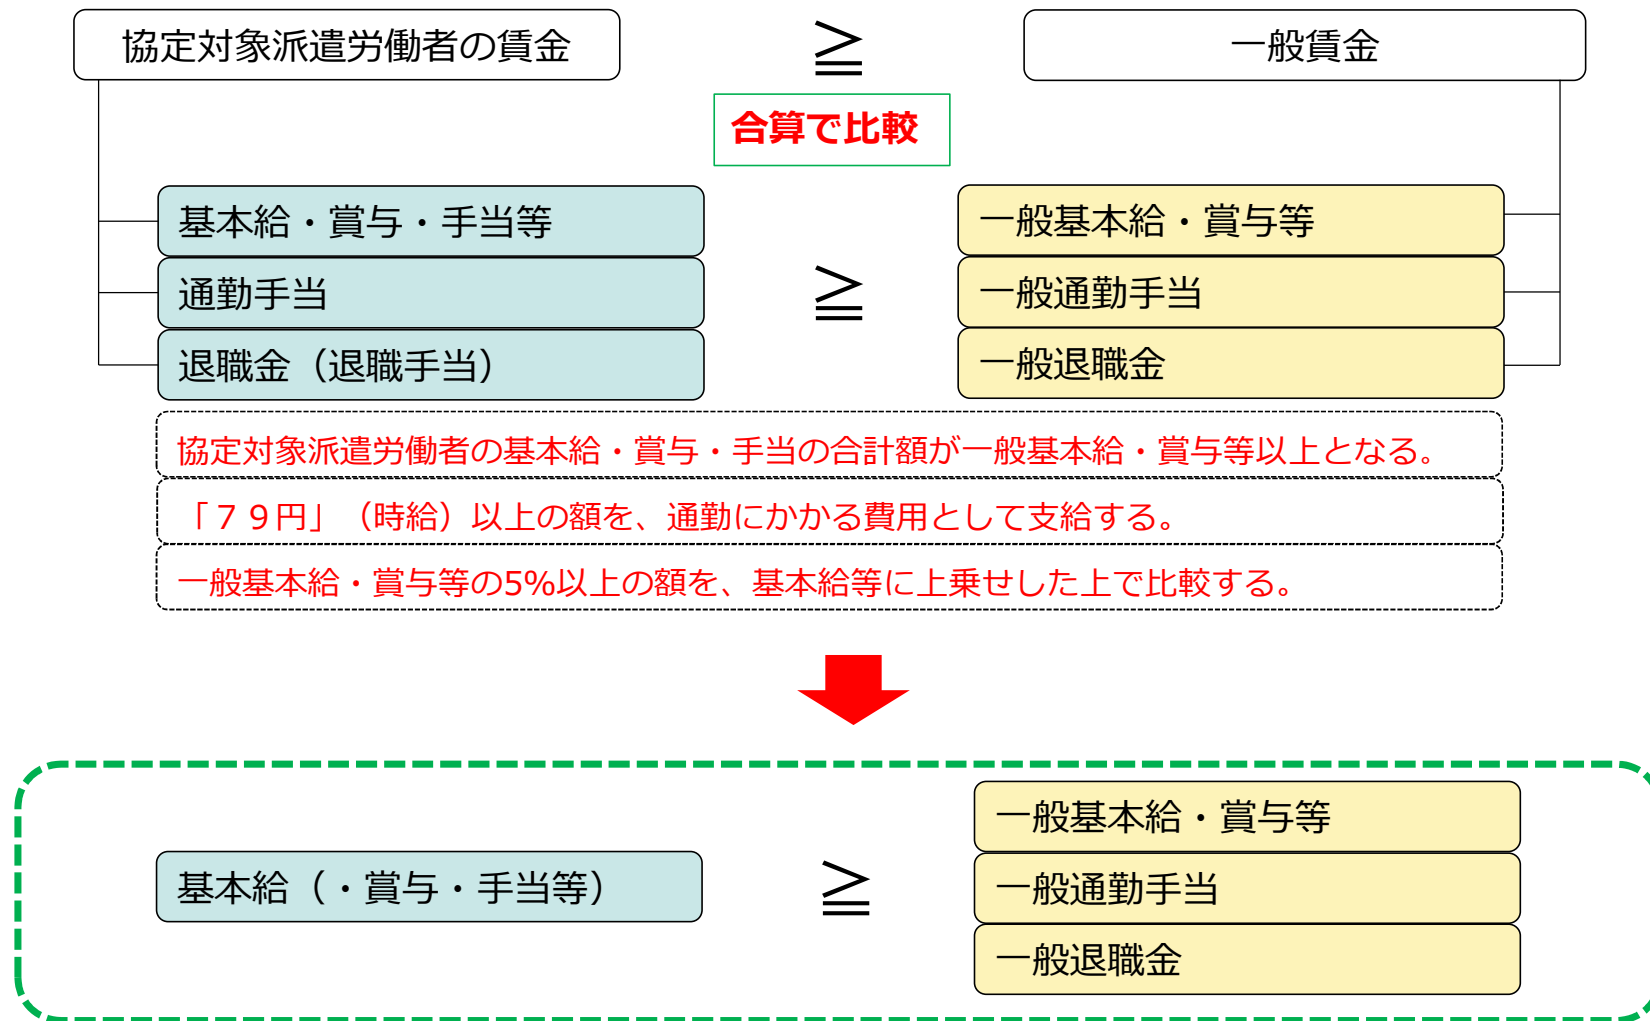 協定対象派遣労働者の賃金
≧
一般賃金
合算で比較
基本給・賞与・手当等
一般基本給・賞与等
通勤手当
≧
一般通勤手当
退職金（退職手当）
一般退職金
協定対象派遣労働者の基本給・賞与・手当の合計額が一般基本給・賞与等以上となる。
「７９円」（時給）以上の額を、通勤にかかる費用として支給する。
一般基本給・賞与等の5%以上の額を、基本給等に上乗せした上で比較する。
基本給（・賞与・手当等）
≧
一般基本給・賞与等
一般通勤手当
一般退職金